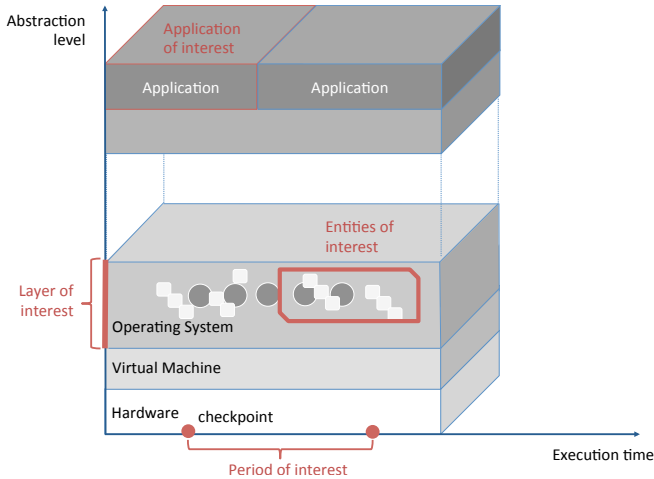 Abstraction
level
Application
of interest
Application
Application
Entities of
interest
Layer of
interest
Operating System
Virtual Machine
Hardware
checkpoint
Period of interest
Execution time